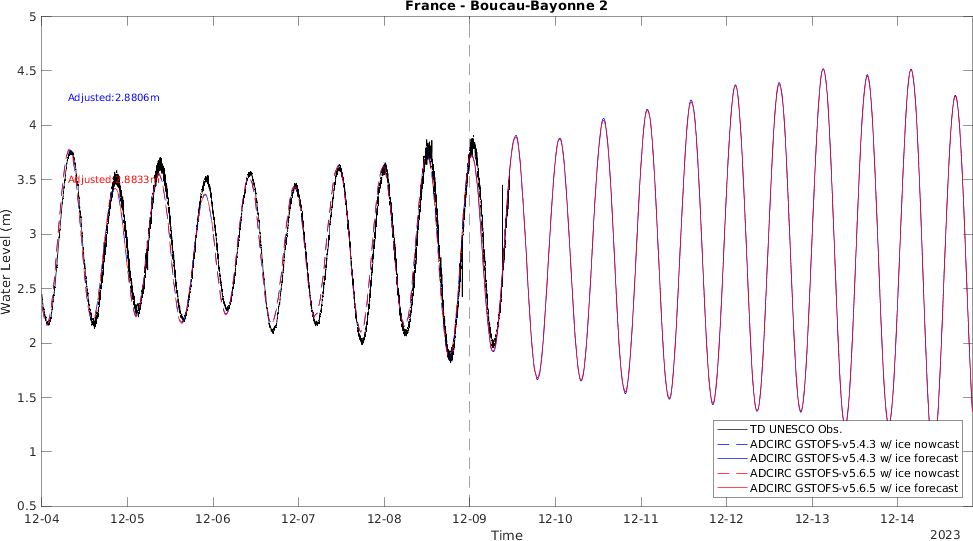 France - Boucau-Bayonne 2
5
4.5
4
3.5
3
2.5
2
1.5
1
0.5
Water Level (m)
Adjusted:2.8806m
TD UNESCO Obs.
ADCIRC GSTOFS-v5.4.3 w/ ice nowcast
ADCIRC GSTOFS-v5.4.3 w/ ice forecast
ADCIRC GSTOFS-v5.6.5 w/ ice nowcast
ADCIRC GSTOFS-v5.6.5 w/ ice forecast
12-04 12-05 12-06 12-07 12-08 12-09 12-10 12-11 12-12 12-13 12-14
Time
2023